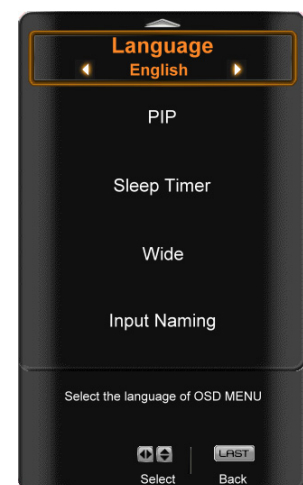 Language
English
PIP
Sleep Timer
Wide
Input Naming
Select the language of OSD MENU
LAST
Select Back